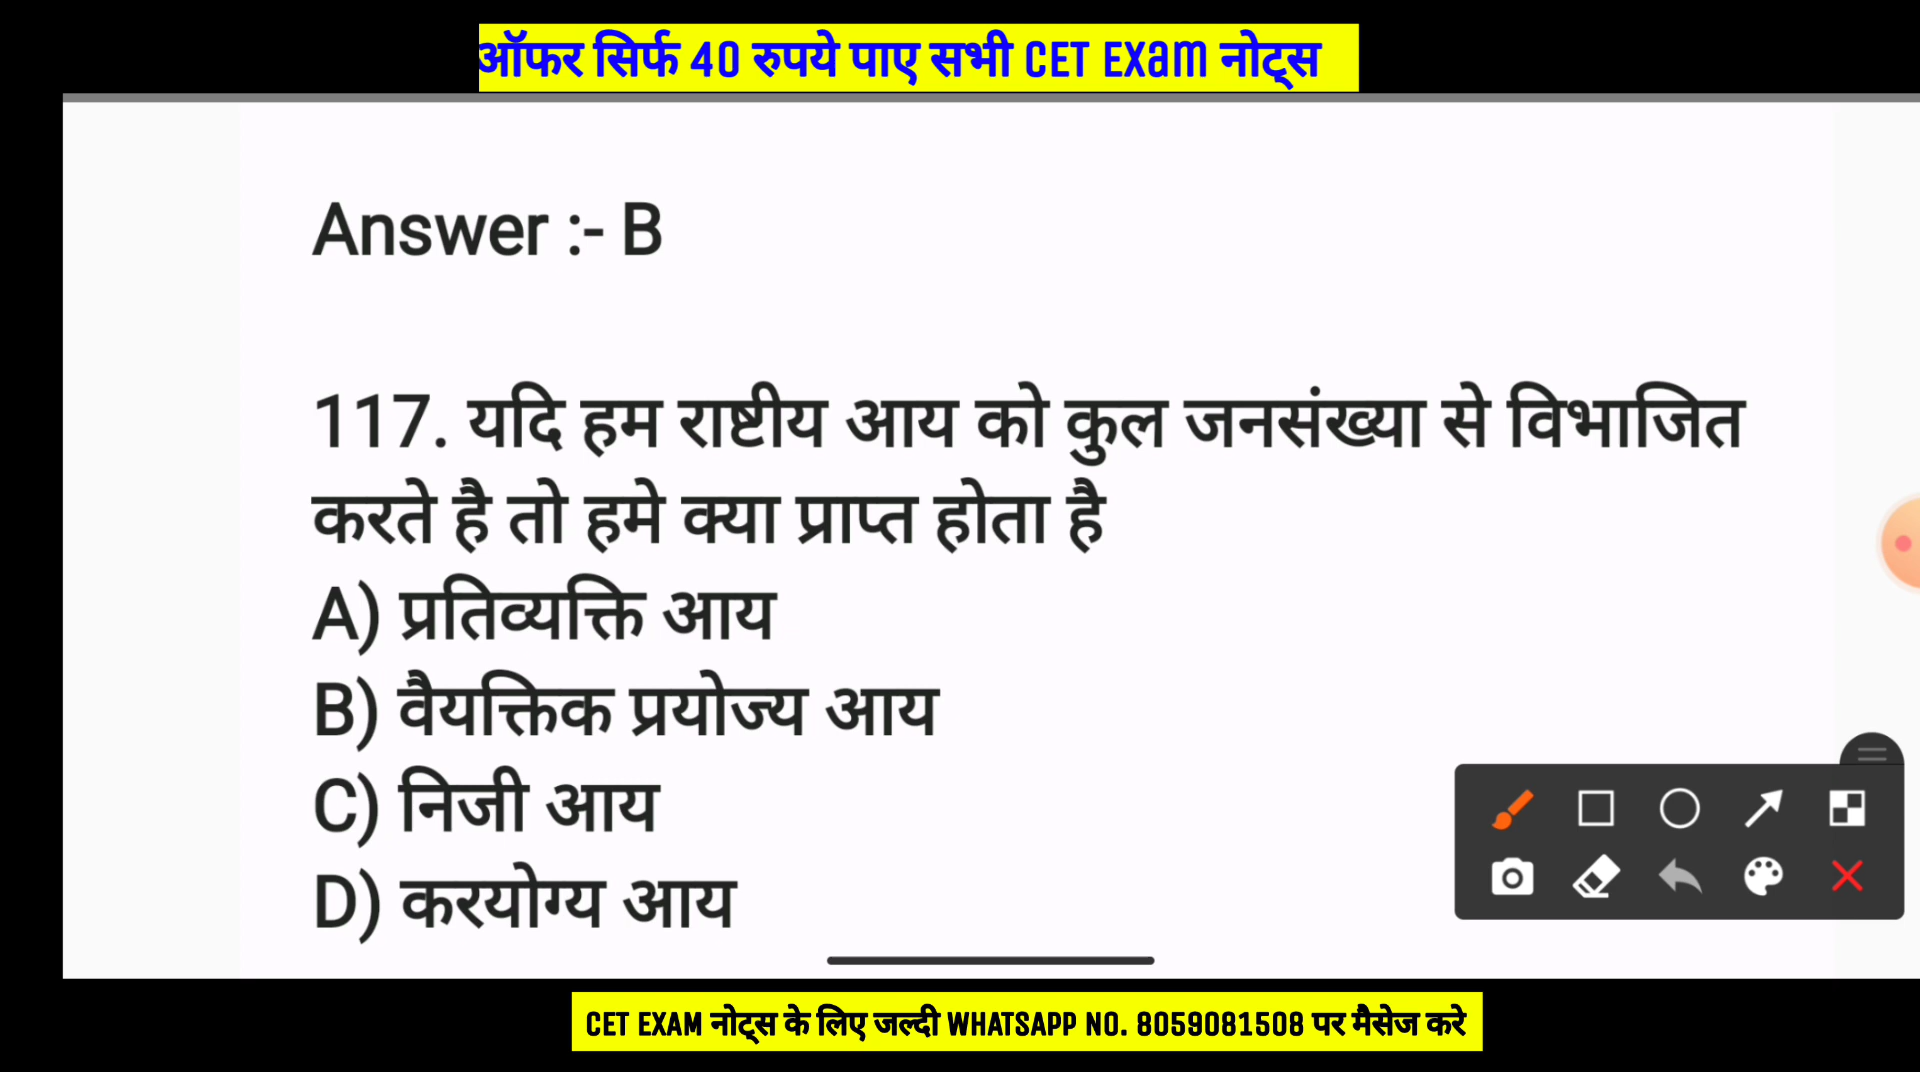 ऑफर सिर्फ 40 रुपये पाए सभी CET Exam नोट्स
Answer :- B
117. यदि हम राष्टीय आय को कुल जनसंख्या से विभाजित
करते है तो हमे क्या प्राप्त होता है
A) प्रतिव्यक्ति आय
B) वैयक्तिक प्रयोज्य आय
C) निजी आय
D) करयोग्य आय
CET EXAM नोट्स के लिए जल्दी WHATSAPP NO. 8059081508 पर मैसेज करे